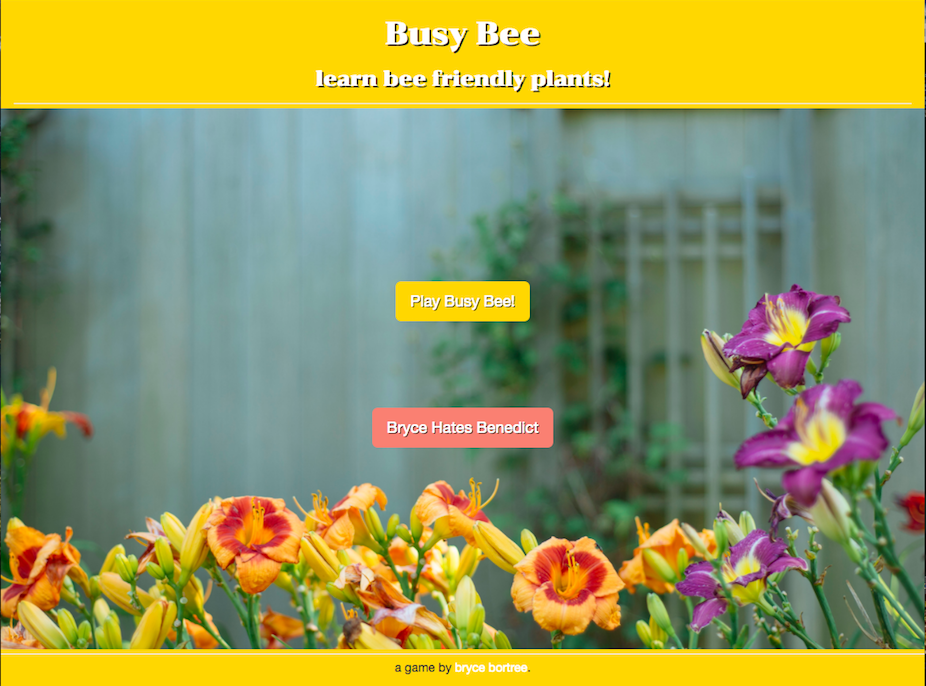 Busy Bee
learn bee friendly plants!
Play Busy Bee!
Bryce Hates Benedict
a game by bryce bortree.